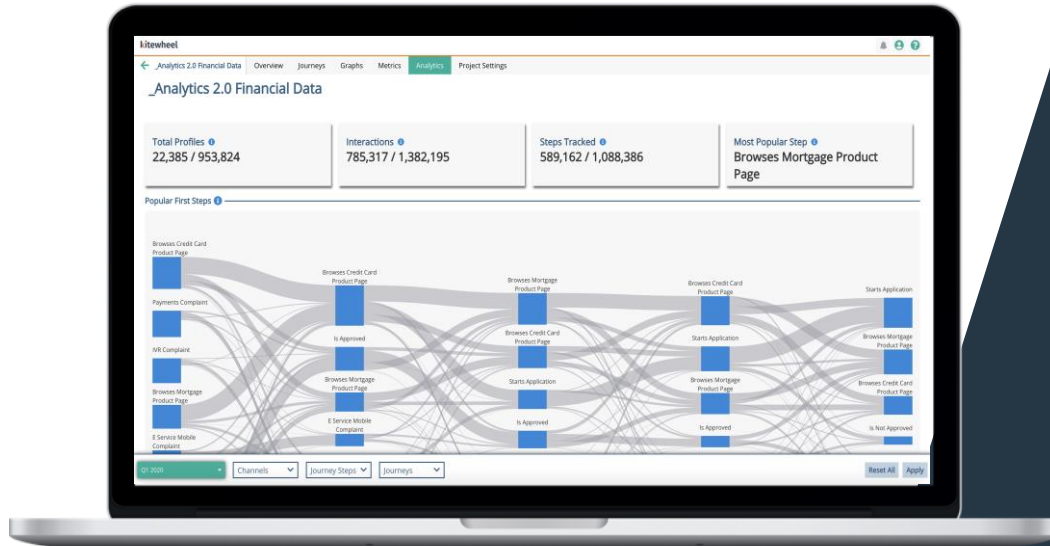 kitewheel
_Analytics 2.0 Financial Data Overview Journeys Graphs Metrics Analytics Project Settings
_Analytics 2.0 Financial Data
Total Profiles
22,385 / 953,824
Interactions
785,317 / 1,382,195
Steps Tracked
589,162 / 1,088,386
Most Popular Step
Browses Mortgage Product
Page
Popular First Steps
Browses Credit Card
Product Page
Payments Complaint
IVR Complaint
Browses Mortgage
Product Page
E Service Mobile
Complaint
Browses Credit Card
Product Page
Is Approved
Browses Mortgage
Product Page
E Service Mobile
Complaint
Browses Mortgage
Product Page
Browses Credit Card
Product Page
Starts Application
Is Approved
Browses Credit Card
Product Page
Starts Application
Browses Mortgage
Product Page
Is Approved
Starts Application
Browses Mortgage
Product Page
Browses Credit Card
Product Page
Is Not Approved
Q1 2020 Channels Journey Steps Journeys Reset All Apply